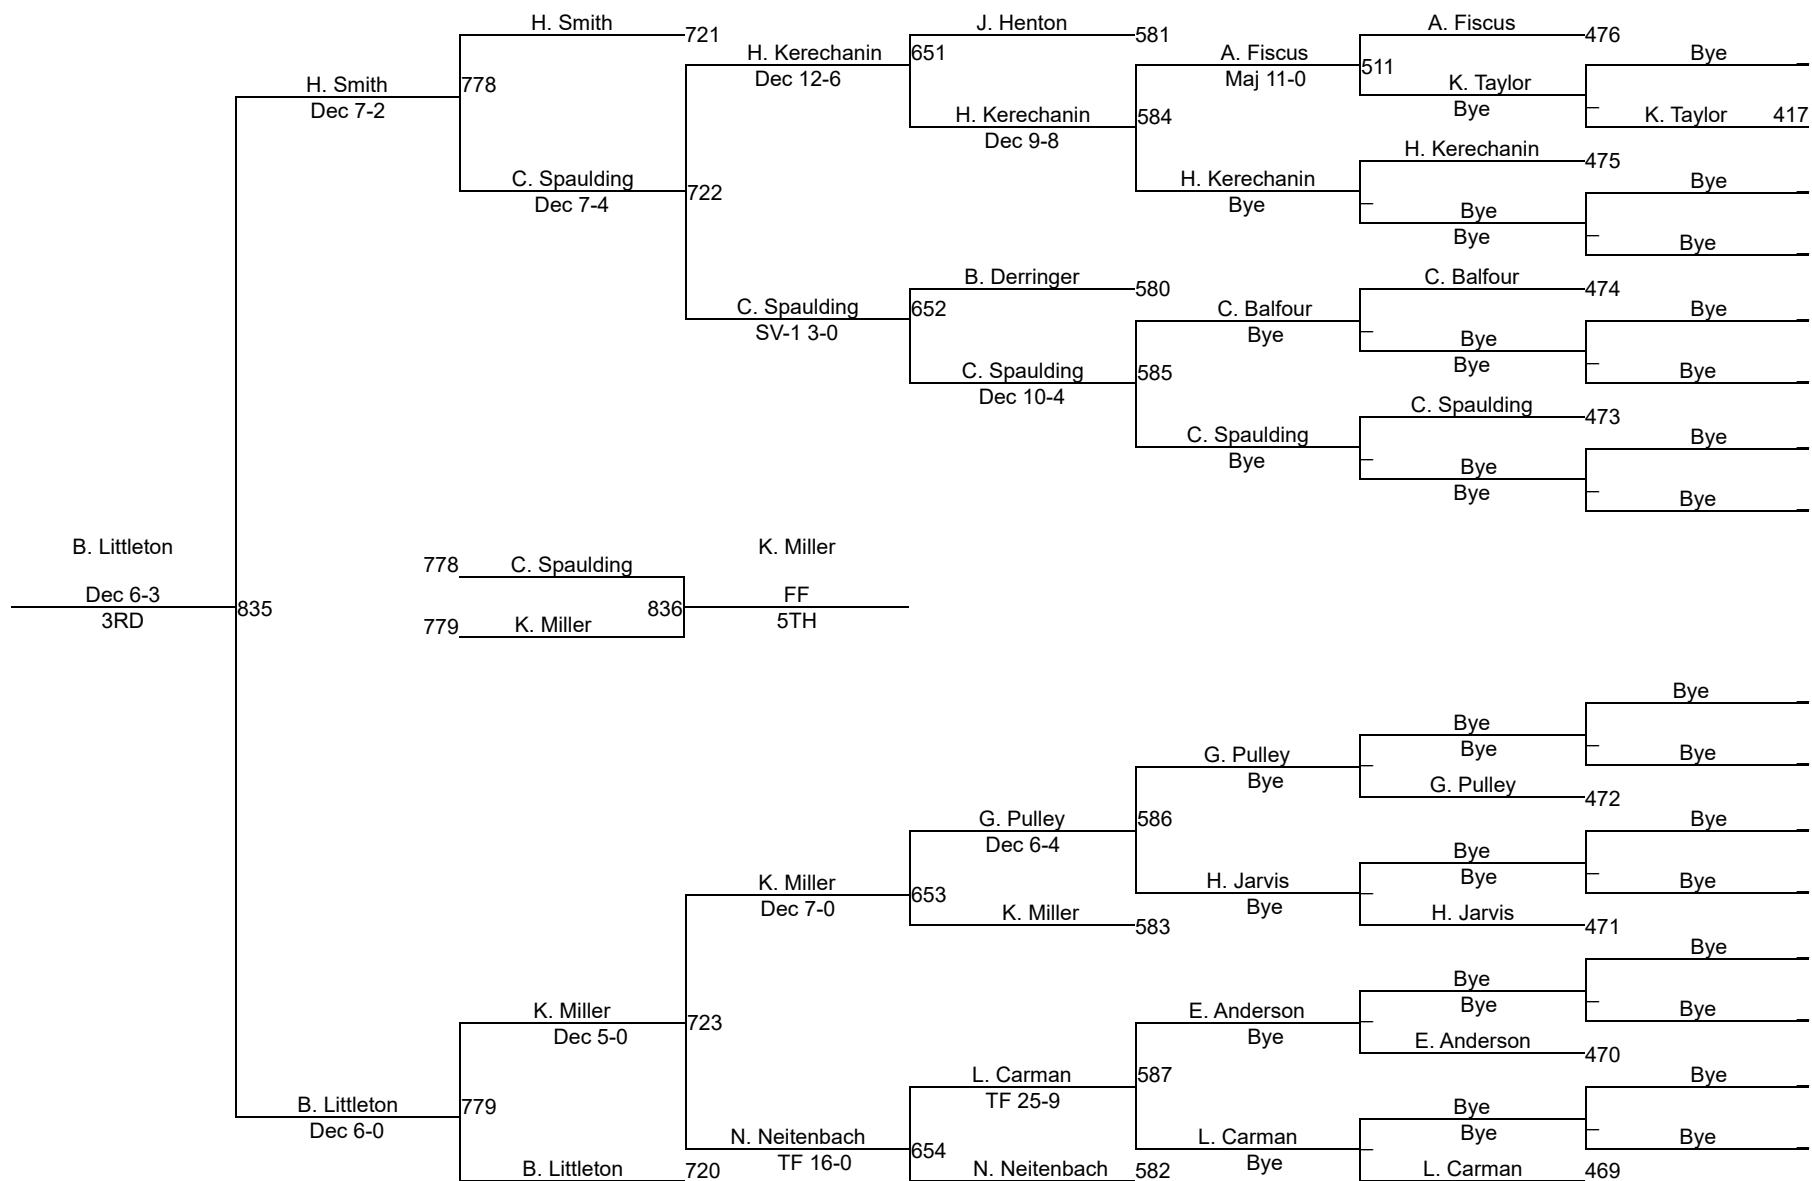 H. Smith
721
J. Henton
581
A. Fiscus
476
H. Kerechanin
651
Dec 12-6
A. Fiscus
511
Maj 11-0
Bye
H. Smith
778
Dec 7-2
K. Taylor
Bye
H. Kerechanin
584
Dec 9-8
K. Taylor 417
H. Kerechanin
475
C. Spaulding
722
Dec 7-4
H. Kerechanin
Bye
Bye
Bye
Bye
Bye
B. Derringer
580
C. Balfour
474
C. Spaulding
652
SV-1 3-0
C. Balfour
Bye
Bye
Bye
Bye
C. Spaulding
585
Dec 10-4
Bye
C. Spaulding
473
C. Spaulding
Bye
Bye
Bye
Bye
Bye
B. Littleton
K. Miller
778
C. Spaulding
Dec 6-3
835
3RD
836
FF
5TH
779
K. Miller
Bye
Bye
Bye
G. Pulley
Bye
Bye
G. Pulley
472
G. Pulley
586
Dec 6-4
Bye
Bye
Bye
K. Miller
653
Dec 7-0
H. Jarvis
Bye
Bye
K. Miller
583
H. Jarvis
471
Bye
Bye
Bye
K. Miller
723
Dec 5-0
E. Anderson
Bye
Bye
E. Anderson
470
L. Carman
587
TF 25-9
Bye
B. Littleton
779
Dec 6-0
Bye
Bye
N. Neitenbach
654
TF 16-0
L. Carman
Bye
Bye
B. Littleton
720
N. Neitenbach
582
L. Carman
469